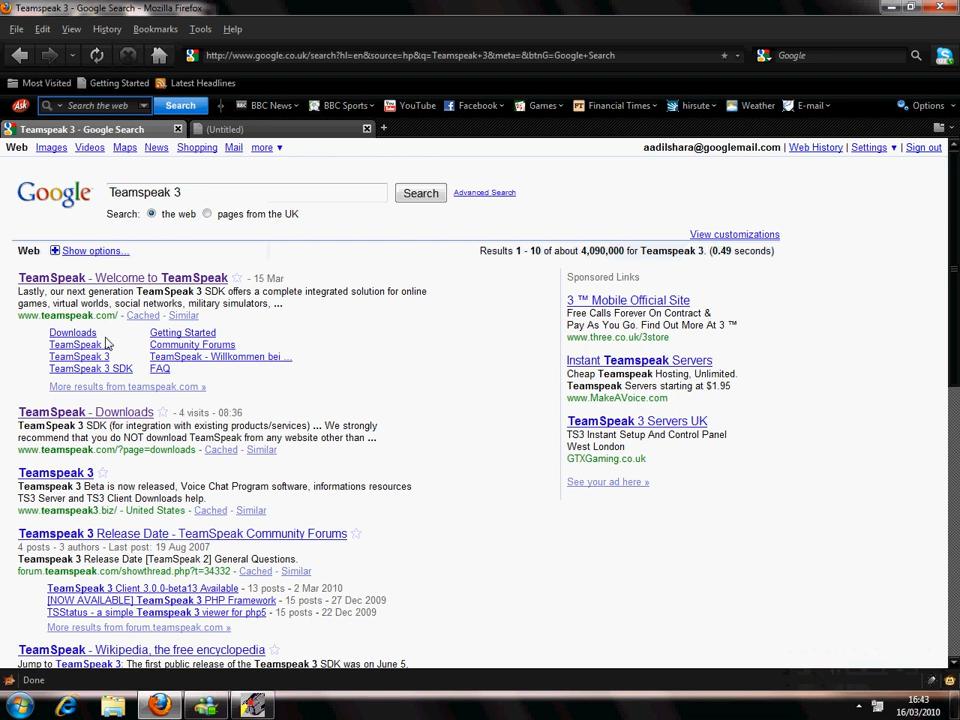 Teamspeak 3 - Google Search - Mozilla Firefox
File Edit View History Bookmarks Tools Help
http://www.google.co.uk/search?hl=en&source=hp&q=Teamspeak+3&meta=&btnG=Google+Search
Google
Most Visited Getting Started Latest Headlines
Ask Search the web Search BBC News BBC Sports YouTube Facebook Games Financial Times hirsute Weather E-mail Options
Teamspeak 3 - Google Search (Untitled)
Web Images Videos Maps News Shopping Mail more aadilshara@googlemail.com | Web History | Settings | Sign out
Google Teamspeak 3 Search Advanced Search
Search: the web pages from the UK
View customizations
Web Show options... Results 1 - 10 of about 4,090,000 for Teamspeak 3. (0.49 seconds)
TeamSpeak - Welcome to TeamSpeak - 15 Mar
Lastly, our next generation TeamSpeak 3 SDK offers a complete integrated solution for online
games, virtual worlds, social networks, military simulators, ...
www.teamspeak.com/ - Cached - Similar
Downloads Getting Started
TeamSpeak Community Forums
TeamSpeak 3 TeamSpeak - Willkommen bei ...
TeamSpeak 3 SDK FAQ
More results from teamspeak.com »
TeamSpeak - Downloads - 4 visits - 08:36
TeamSpeak 3 SDK (for integration with existing products/services) ... We strongly
recommend that you do NOT download TeamSpeak from any website other than ...
www.teamspeak.com/?page=downloads - Cached - Similar
Teamspeak 3
Teamspeak 3 Beta is now released, Voice Chat Program software, informations resources
TS3 Server and TS3 Client Downloads help.
www.teamspeak3.biz/ - United States - Cached - Similar
Teamspeak 3 Release Date - TeamSpeak Community Forums
4 posts - 3 authors - Last post: 19 Aug 2007
Teamspeak 3 Release Date [TeamSpeak 2] General Questions.
forum.teamspeak.com/showthread.php?t=34332 - Cached - Similar
TeamSpeak 3 Client 3.0.0-beta13 Available - 13 posts - 2 Mar 2010
[NOW AVAILABLE] TeamSpeak 3 PHP Framework - 15 posts - 27 Dec 2009
TSStatus - a simple Teamspeak 3 viewer for php5 - 15 posts - 22 Dec 2009
More results from forum.teamspeak.com »
TeamSpeak - Wikipedia, the free encyclopedia
Jump to TeamSpeak 3: The first public release of the TeamSpeak 3 SDK was on June 5,
Sponsored Links
3 ™ Mobile Official Site
Free Calls Forever On Contract &
Pay As You Go. Find Out More At 3 ™
www.three.co.uk/3store
Instant Teamspeak Servers
Cheap Teamspeak Hosting, Unlimited.
Teamspeak Servers starting at $1.95
www.MakeAVoice.com
TeamSpeak 3 Servers UK
TS3 Instant Setup And Control Panel
West London
GTXGaming.co.uk
See your ad here »
Done
16:43
16/03/2010